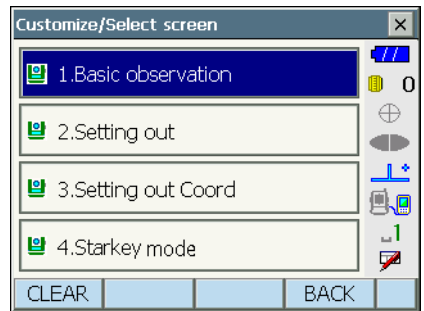 Customize/Select screen
1.Basic observation
0
2.Setting out
3.Setting out Coord
4.Starkey mode
1
CLEAR BACK